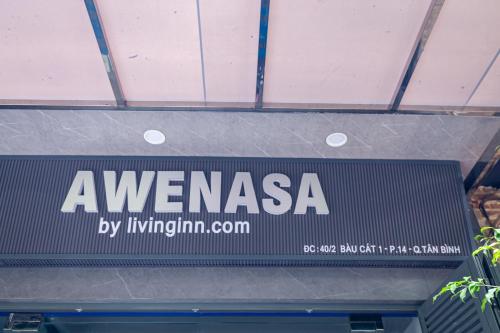 AWENASA
by livinginn.com
ĐC: 40/2 BÀU CÁT 1 - P.14 - Q.TÂN BÌNH